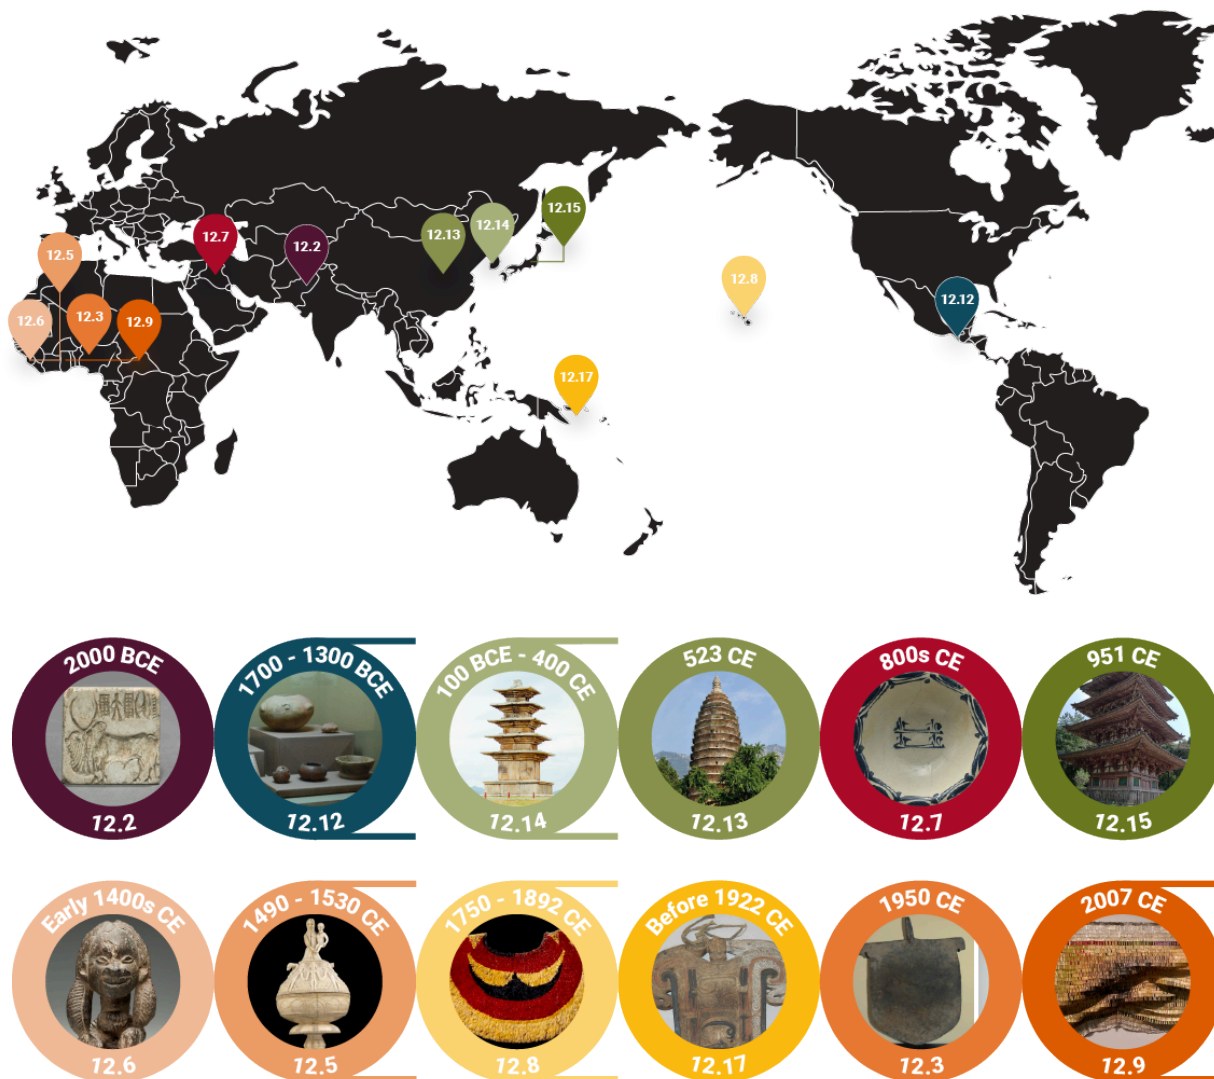 12.15
12.14
12.13
12.7
12.2
12.5
12.8
12.12
12.3
12.6
12.9
12.17
2000 BCE
12.2
1700 - 1300 BCE
12.12
100 BCE - 400 CE
12.14
523 CE
12.13
800s CE
12.7
951 CE
12.15
Early 1400s CE
12.6
1490 - 1530 CE
12.5
1750 - 1892 CE
12.8
Before 1922 CE
12.17
1950 CE
12.3
2007 CE
12.9